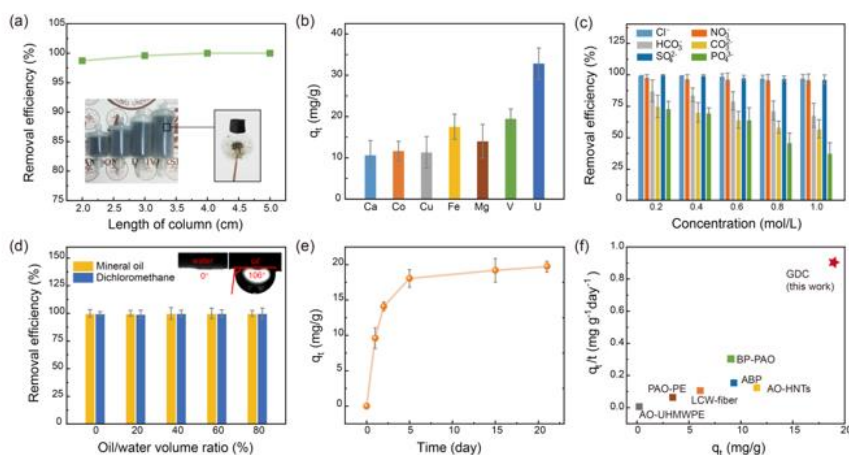 (a)
Removal efficiency (%)
105
100
95
90
85
80
75
2.0 2.5 3.0 3.5 4.0 4.5 5.0
Length of column (cm)
(b)
qt (mg/g)
40
30
20
10
0
Ca Co Cu Fe Mg V U
(c)
Removal efficiency (%)
Cl⁻ NO₃⁻
HCO₃⁻ CO₃²⁻
SO₄²⁻ PO₄³⁻
125
100
75
50
25
0
0.2 0.4 0.6 0.8 1.0
Concentration (mol/L)
(d)
Removal efficiency (%)
Mineral oil
Dichloromethane
water oil
0° 106°
150
125
100
75
50
25
0
0 20 40 60 80
Oil/water volume ratio (%)
(e)
qt (mg/g)
25
20
15
10
5
0
0 5 10 15 20
Time (day)
(f)
qt/t (mg g⁻¹day⁻¹)
1.0
0.8
0.6
0.4
0.2
0.0
GDC
(this work)
BP-PAO
ABP
AO-HNTs
PAO-PE
LCW-fiber
AO-UHMWPE
0 5 10 15 20
qt (mg/g)